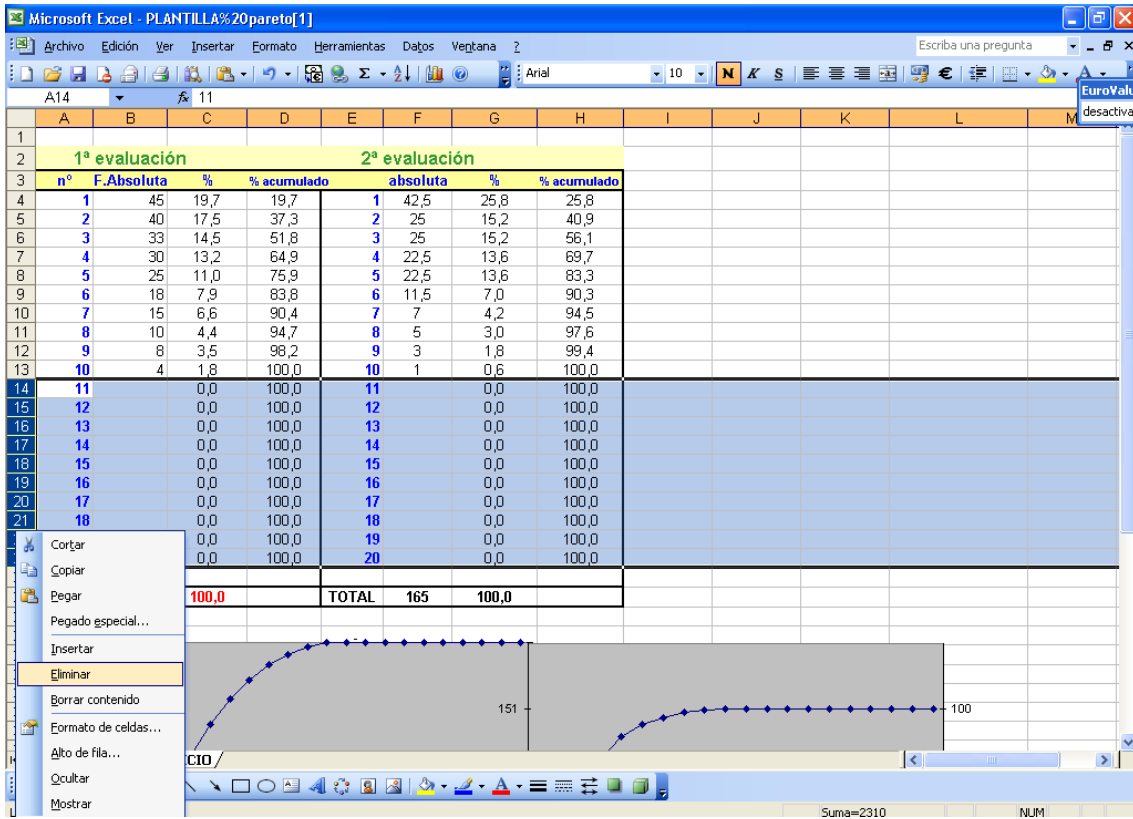 Microsoft Excel - PLANTILLA%20pareto[1]
Archivo Edición Ver Insertar Formato Herramientas Datos Ventana ? Escriba una pregunta
Arial 10 N K S € A
EuroValu
A14 fx 11 desactiva
A B C D E F G H I J K L M
1
2 1ª evaluación 2ª evaluación
3 nº F.Absoluta % % acumulado absoluta % % acumulado
4 1 45 19,7 19,7 1 42,5 25,8 25,8
5 2 40 17,5 37,3 2 25 15,2 40,9
6 3 33 14,5 51,8 3 25 15,2 56,1
7 4 30 13,2 64,9 4 22,5 13,6 69,7
8 5 25 11,0 75,9 5 22,5 13,6 83,3
9 6 18 7,9 83,8 6 11,5 7,0 90,3
10 7 15 6,6 90,4 7 7 4,2 94,5
11 8 10 4,4 94,7 8 5 3,0 97,6
12 9 8 3,5 98,2 9 3 1,8 99,4
13 10 4 1,8 100,0 10 1 0,6 100,0
14 11 0,0 100,0 11 0,0 100,0
15 12 0,0 100,0 12 0,0 100,0
16 13 0,0 100,0 13 0,0 100,0
17 14 0,0 100,0 14 0,0 100,0
18 15 0,0 100,0 15 0,0 100,0
19 16 0,0 100,0 16 0,0 100,0
20 17 0,0 100,0 17 0,0 100,0
21 18 0,0 100,0 18 0,0 100,0
0,0 100,0 19 0,0 100,0
0,0 100,0 20 0,0 100,0
100,0 TOTAL 165 100,0
Cortar
Copiar
Pegar
Pegado especial...
Insertar
Eliminar
Borrar contenido
Formato de celdas...
Alto de fila...
Ocultar
Mostrar
151
100
CIO
Suma=2310 NUM